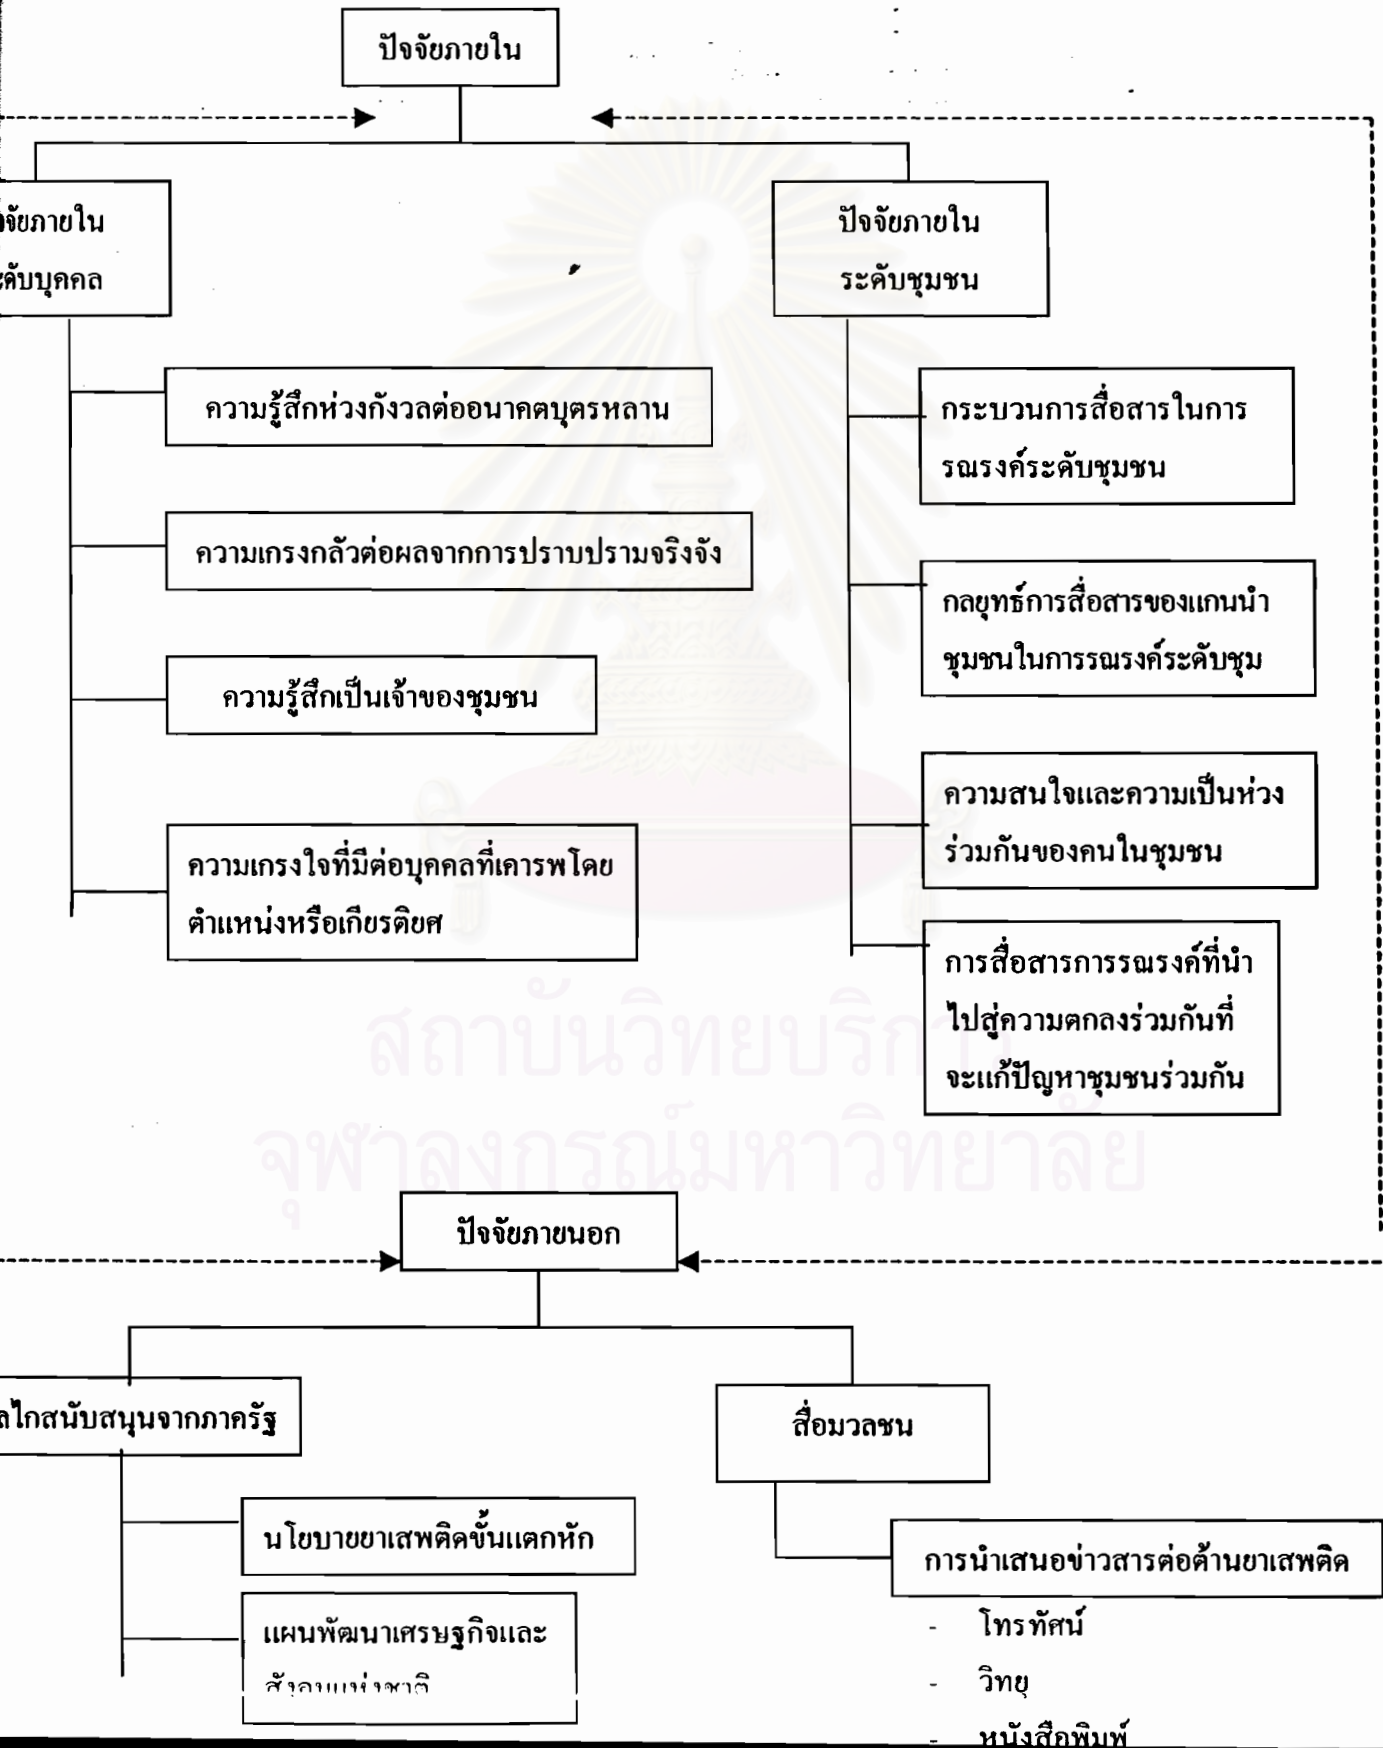 ปัจจัยภายใน
จัยภายใน
ะดับบุคคล
ความรู้สึกห่วงกังวลต่ออนาคตบุตรหลาน
ความเกรงกลัวต่อผลจากการปราบปรามจริงจัง
ความรู้สึกเป็นเจ้าของชุมชน
ความเกรงใจที่มีต่อบุคคลที่เคารพโดย
ตำแหน่งหรือเกียรติยศ
ปัจจัยภายใน
ระดับชุมชน
กระบวนการสื่อสารในการ
รณรงค์ระดับชุมชน
กลยุทธ์การสื่อสารของแกนนำ
ชุมชนในการรณรงค์ระดับชุม
ความสนใจและความเป็นห่วง
ร่วมกันของคนในชุมชน
การสื่อสารการรณรงค์ที่นำ
ไปสู่ความตกลงร่วมกันที่
จะแก้ปัญหาชุมชนร่วมกัน
สถาบันวิทยบริการ
จุฬาลงกรณ์มหาวิทยาลัย
ปัจจัยภายนอก
ลไกสนับสนุนจากภาครัฐ
นโยบายยาเสพติดขั้นแตกหัก
แผนพัฒนาเศรษฐกิจและ
สังคมแห่งชาติ
สื่อมวลชน
การนำเสนอข่าวสารต่อต้านยาเสพติด
- โทรทัศน์
- วิทยุ
- หนังสือพิมพ์